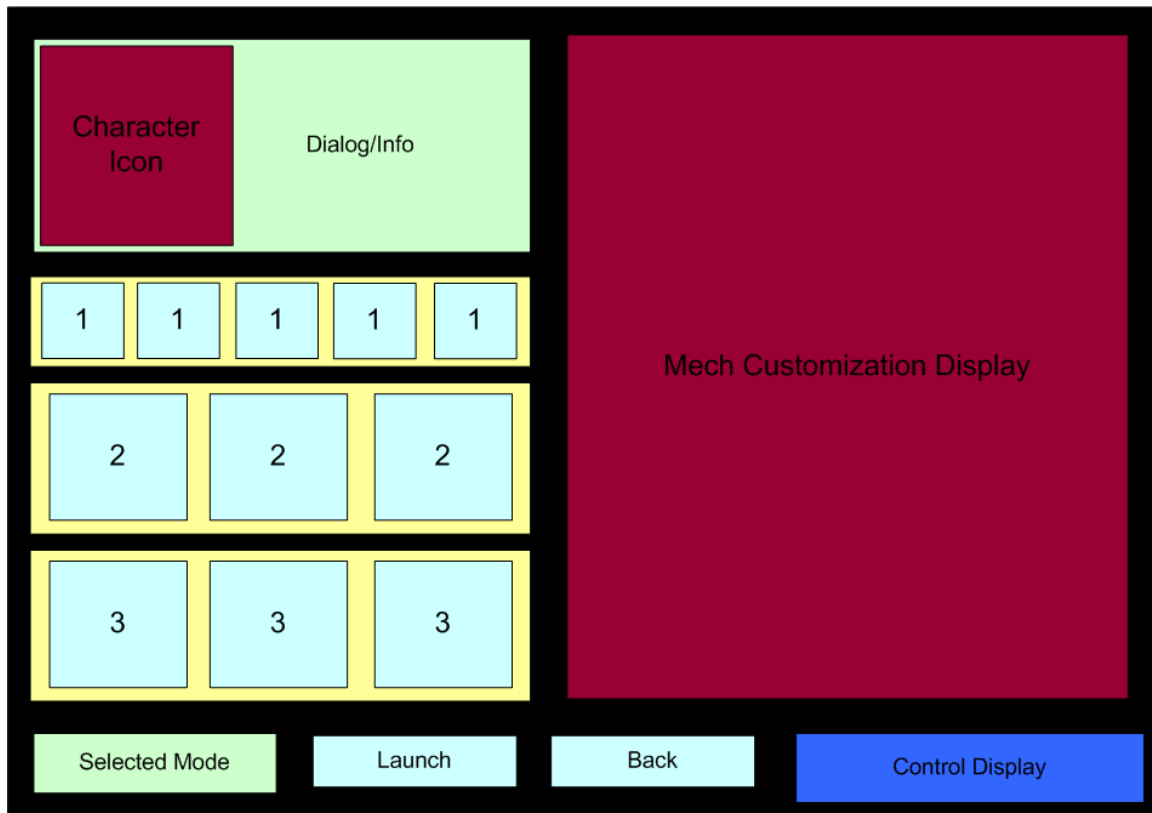 Character
Icon
Dialog/Info
1 1 1 1 1
2 2 2
3 3 3
Mech Customization Display
Selected Mode
Launch
Back
Control Display